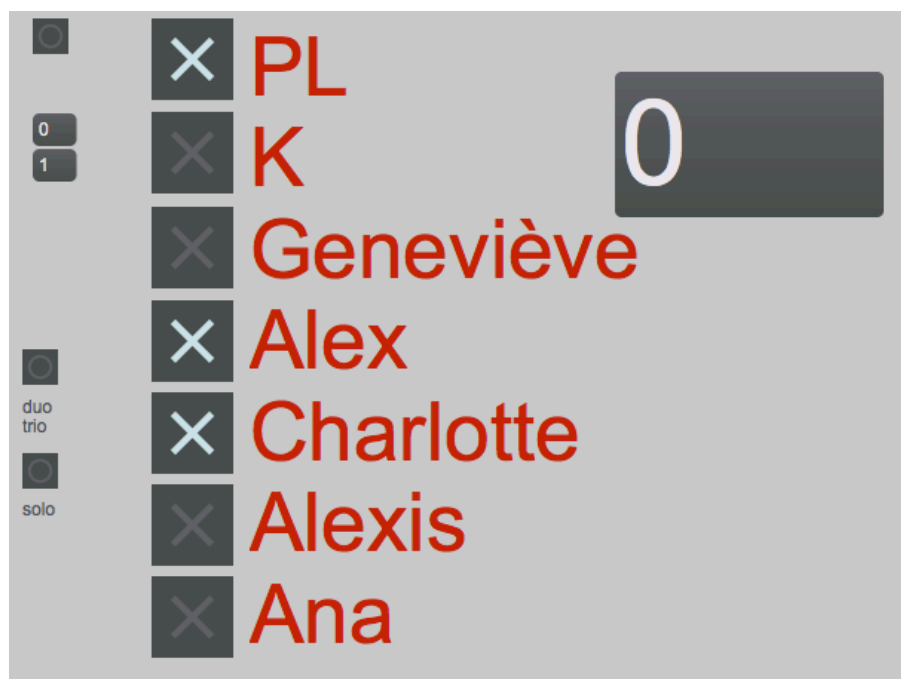 PL
0
K
0
1
Geneviève
Alex
duo
trio
Charlotte
solo
Alexis
Ana